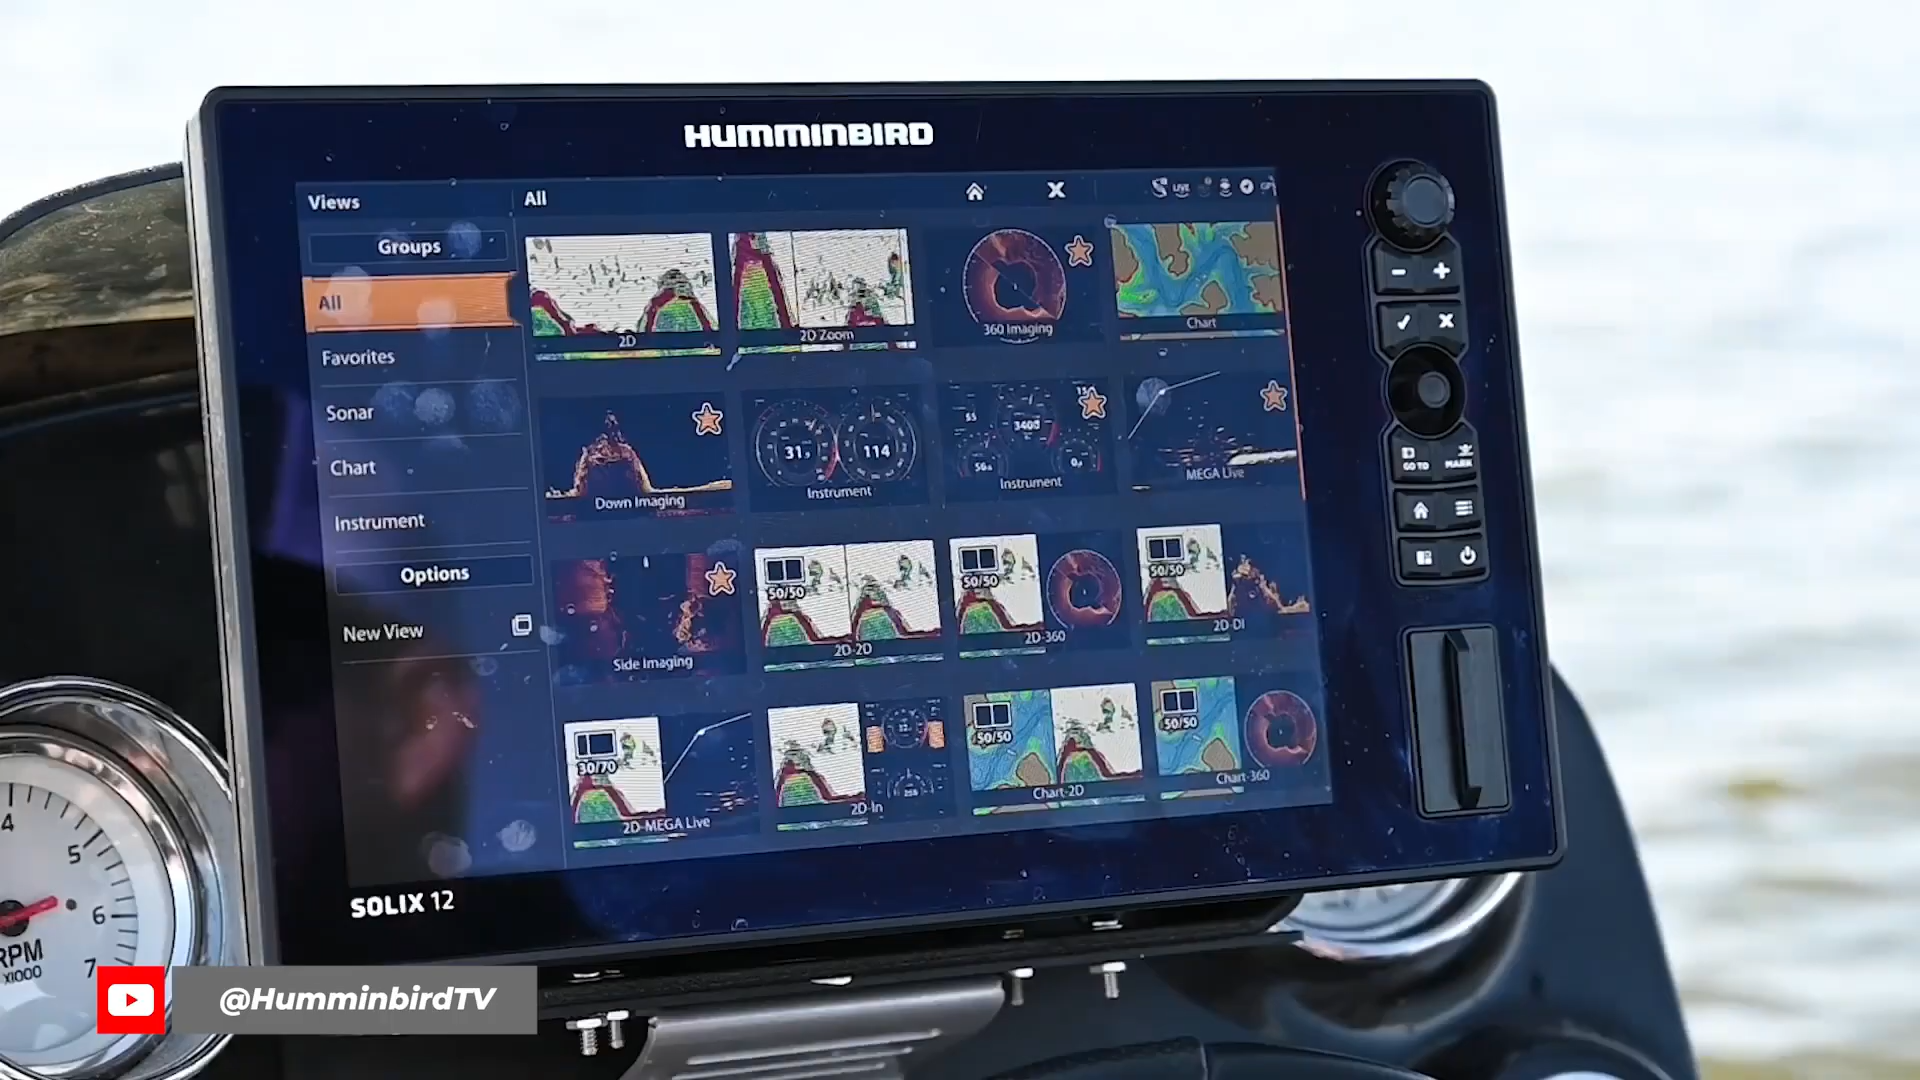 HUMMINBIRD
Views
All
LIVE
Groups
All
Favorites
Sonar
Chart
Instrument
Options
New View
2D
2D Zoom
360 Imaging
Chart
Down Imaging
31.
114
Instrument
55
3400
56
Instrument
MEGA Live
Side Imaging
50/50
2D-2D
50/50
2D-360
50/50
2D-DI
30/70
2D-MEGA Live
2D-In
50/50
Chart-2D
50/50
Chart-360
GO TO
MARK
SOLIX 12
4
5
6
7
RPM
X1000
@HumminbirdTV